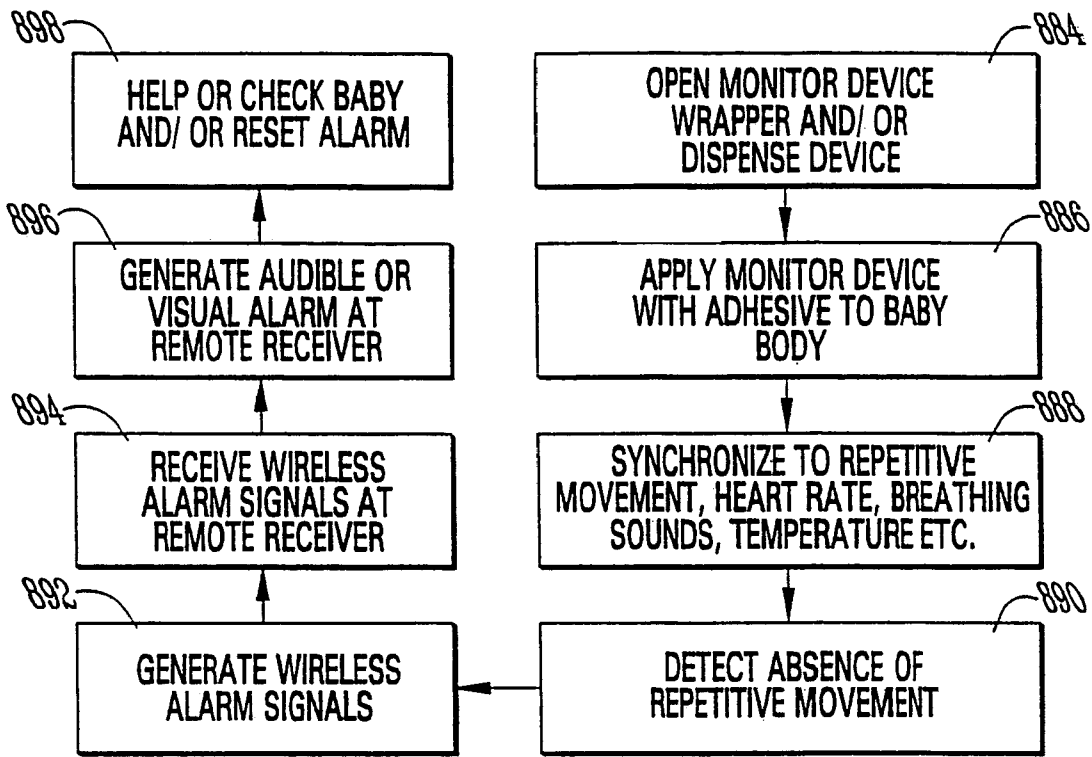 884
OPEN MONITOR DEVICE
WRAPPER AND/ OR
DISPENSE DEVICE
886
APPLY MONITOR DEVICE
WITH ADHESIVE TO BABY
BODY
888
SYNCHRONIZE TO REPETITIVE
MOVEMENT, HEART RATE, BREATHING
SOUNDS, TEMPERATURE ETC.
890
DETECT ABSENCE OF
REPETITIVE MOVEMENT
892
GENERATE WIRELESS
ALARM SIGNALS
894
RECEIVE WIRELESS
ALARM SIGNALS AT
REMOTE RECEIVER
896
GENERATE AUDIBLE OR
VISUAL ALARM AT
REMOTE RECEIVER
898
HELP OR CHECK BABY
AND/ OR RESET ALARM